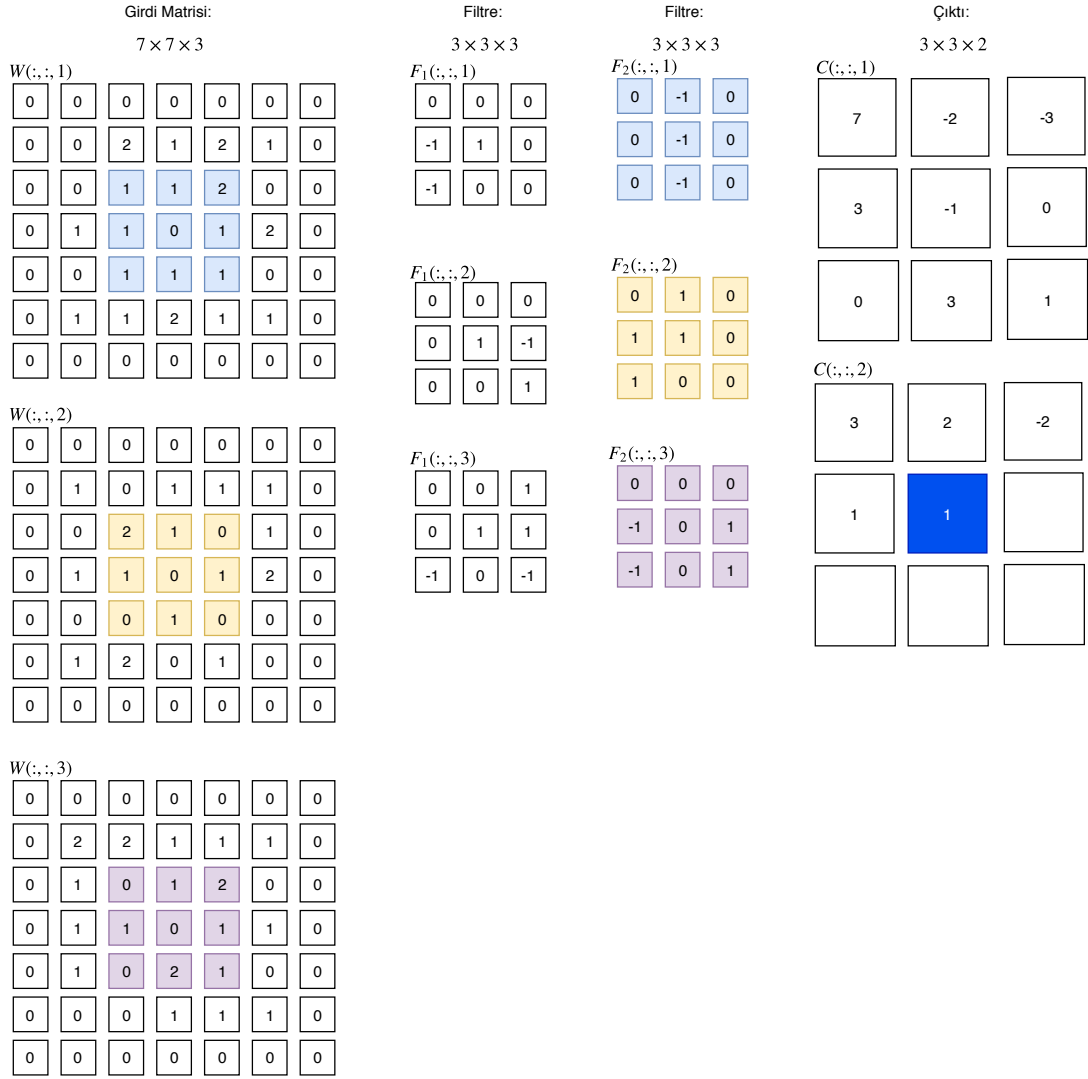 Girdi Matrisi: Filtre: Filtre: Çıktı:
7 × 7 × 3 3 × 3 × 3 3 × 3 × 3 3 × 3 × 2
W(:, :, 1)
0 0 0 0 0 0 0
0 0 2 1 2 1 0
0 0 1 1 2 0 0
0 1 1 0 1 2 0
0 0 1 1 1 0 0
0 1 1 2 1 1 0
0 0 0 0 0 0 0
W(:, :, 2)
0 0 0 0 0 0 0
0 1 0 1 1 1 0
0 0 2 1 0 1 0
0 1 1 0 1 2 0
0 0 0 1 0 0 0
0 1 2 0 1 0 0
0 0 0 0 0 0 0
W(:, :, 3)
0 0 0 0 0 0 0
0 2 2 1 1 1 0
0 1 0 1 2 0 0
0 1 1 0 1 1 0
0 1 0 2 1 0 0
0 0 0 1 1 1 0
0 0 0 0 0 0 0
F1(:, :, 1)
0 0 0
-1 1 0
-1 0 0
F1(:, :, 2)
0 0 0
0 1 -1
0 0 1
F1(:, :, 3)
0 0 1
0 1 1
-1 0 -1
F2(:, :, 1)
0 -1 0
0 -1 0
0 -1 0
F2(:, :, 2)
0 1 0
1 1 0
1 0 0
F2(:, :, 3)
0 0 0
-1 0 1
-1 0 1
C(:, :, 1)
7 -2 -3
3 -1 0
0 3 1
C(:, :, 2)
3 2 -2
1 1